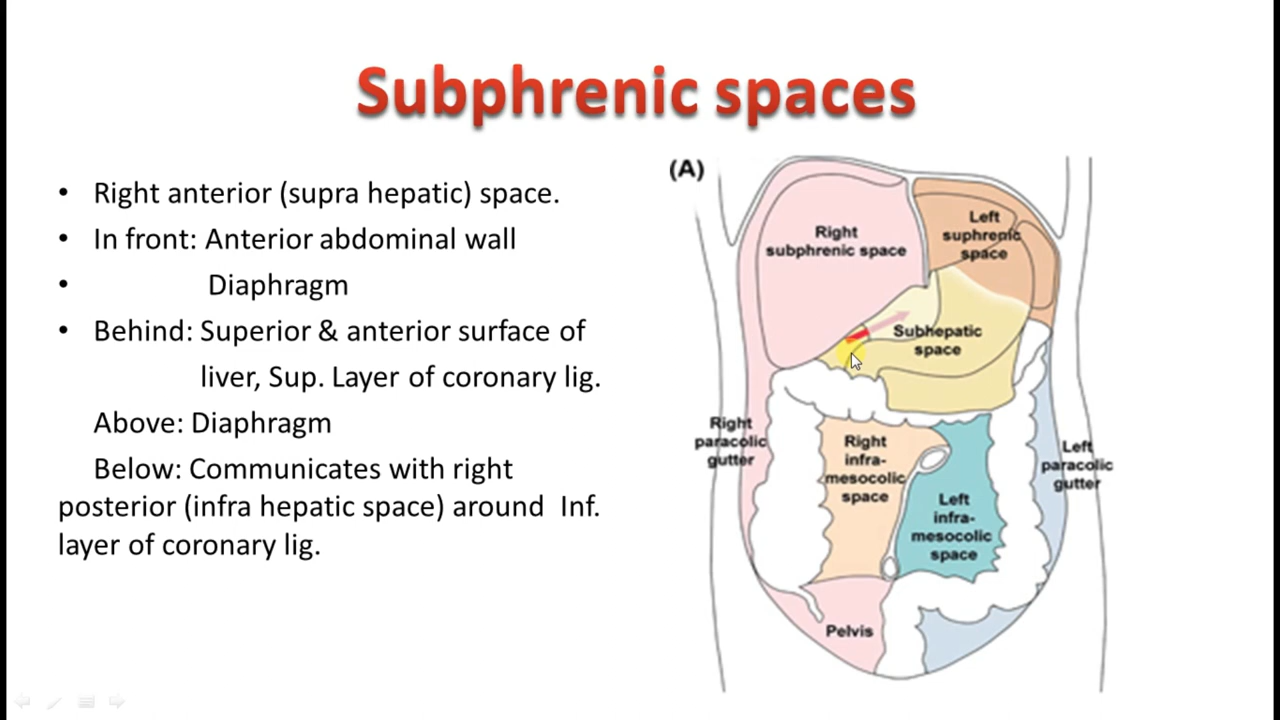 Subphrenic spaces
• Right anterior (supra hepatic) space.
• In front: Anterior abdominal wall
• Diaphragm
• Behind: Superior & anterior surface of
liver, Sup. Layer of coronary lig.
Above: Diaphragm
Below: Communicates with right
posterior (infra hepatic space) around Inf.
layer of coronary lig.
(A)
Right
subphrenic space
Left
suphrenic
space
Subhepatic
space
Right
paracolic
gutter
Right
infra-
mesocolic
space
Left
infra-
mesocolic
space
Left
paracolic
gutter
Pelvis